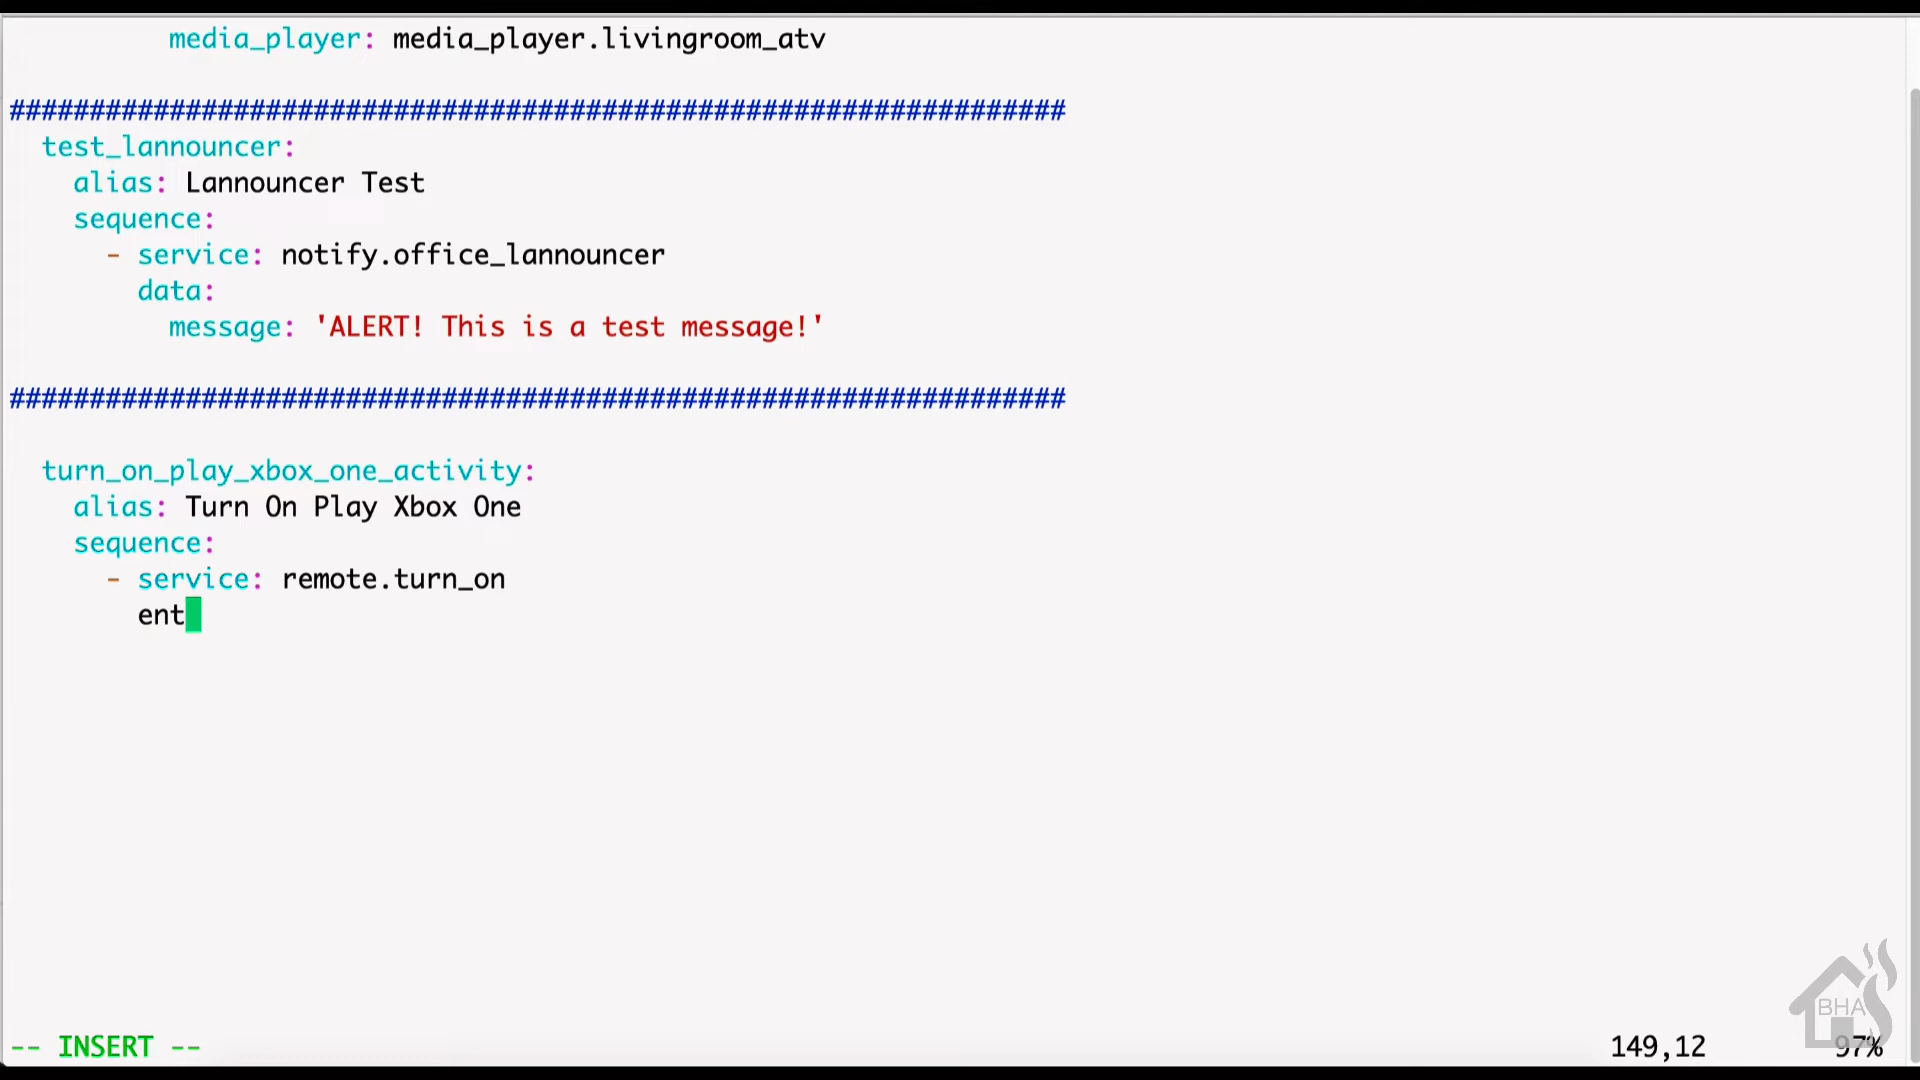 media_player: media_player.livingroom_atv
##################################################################
test_lannouncer:
alias: Lannouncer Test
sequence:
- service: notify.office_lannouncer
data:
message: 'ALERT! This is a test message!'
##################################################################
turn_on_play_xbox_one_activity:
alias: Turn On Play Xbox One
sequence:
- service: remote.turn_on
ent
BHA
-- INSERT --
149,12
97%